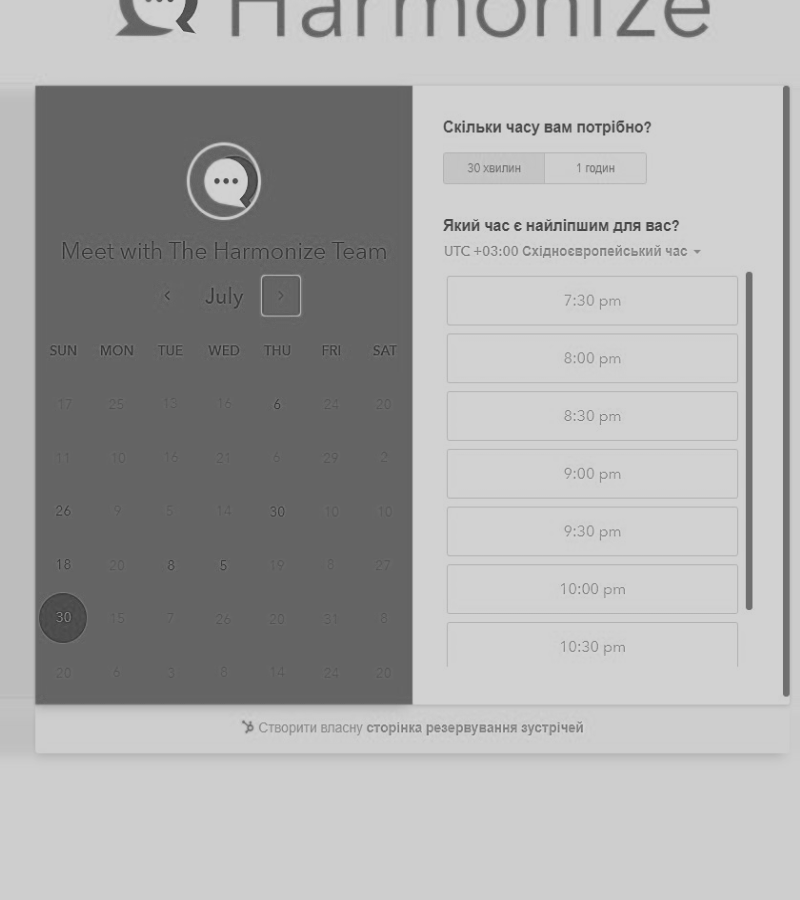 Harmonize
Meet with The Harmonize Team
July
SUN MON TUE WED THU FRI SAT
17 25 13 16 6 24 20
11 10 16 21 6 29 2
26 9 5 14 30 10 10
18 20 8 5 19 8 27
30 15 7 26 20 31 8
20 6 3 8 14 24 20
Скільки часу вам потрібно?
30 хвилин 1 годин
Який час є найліпшим для вас?
UTC +03:00 Східноєвропейський час
7:30 pm
8:00 pm
8:30 pm
9:00 pm
9:30 pm
10:00 pm
10:30 pm
Створити власну сторінка резервування зустрічей